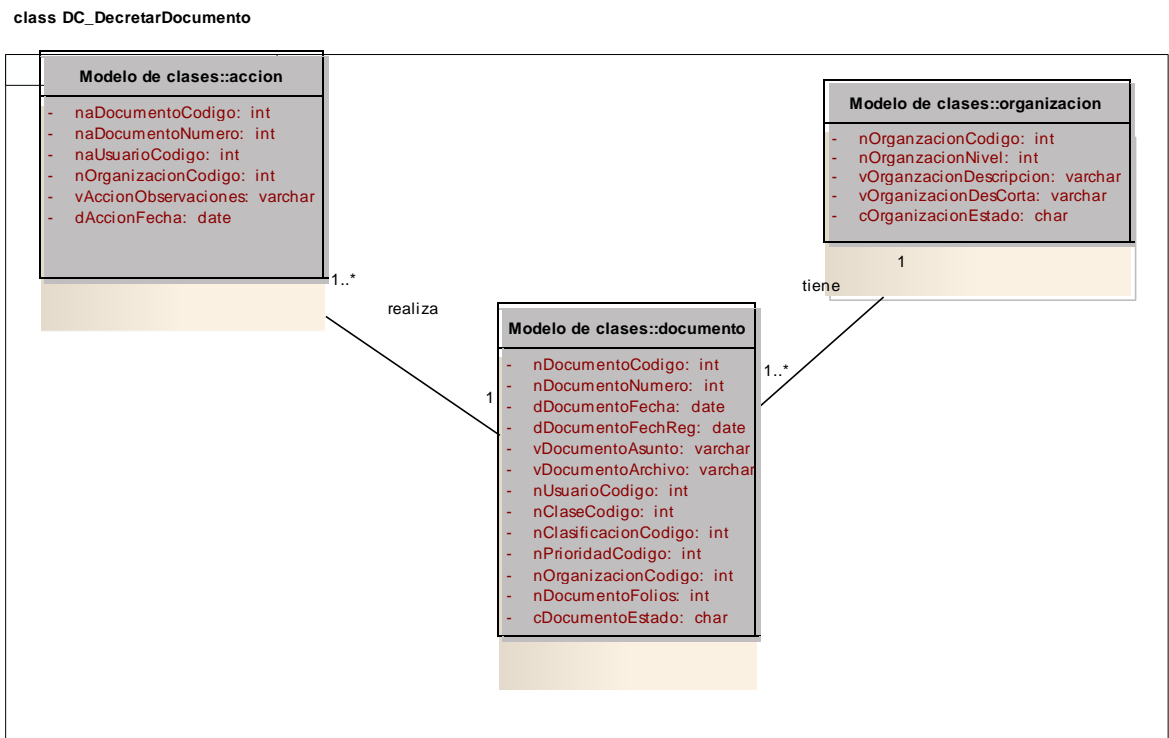 class DC_DecretarDocumento
Modelo de clases::accion
- naDocumentoCodigo: int
- naDocumentoNumero: int
- naUsuarioCodigo: int
- nOrganizacionCodigo: int
- vAccionObservaciones: varchar
- dAccionFecha: date
Modelo de clases::organizacion
- nOrganzacionCodigo: int
- nOrganzacionNivel: int
- vOrganzacionDescripcion: varchar
- vOrganizacionDesCorta: varchar
- cOrganizacionEstado: char
1..*
realiza
1
1
tiene
1..*
Modelo de clases::documento
- nDocumentoCodigo: int
- nDocumentoNumero: int
- dDocumentoFecha: date
- dDocumentoFechReg: date
- vDocumentoAsunto: varchar
- vDocumentoArchivo: varchar
- nUsuarioCodigo: int
- nClaseCodigo: int
- nClasificacionCodigo: int
- nPrioridadCodigo: int
- nOrganizacionCodigo: int
- nDocumentoFolios: int
- cDocumentoEstado: char